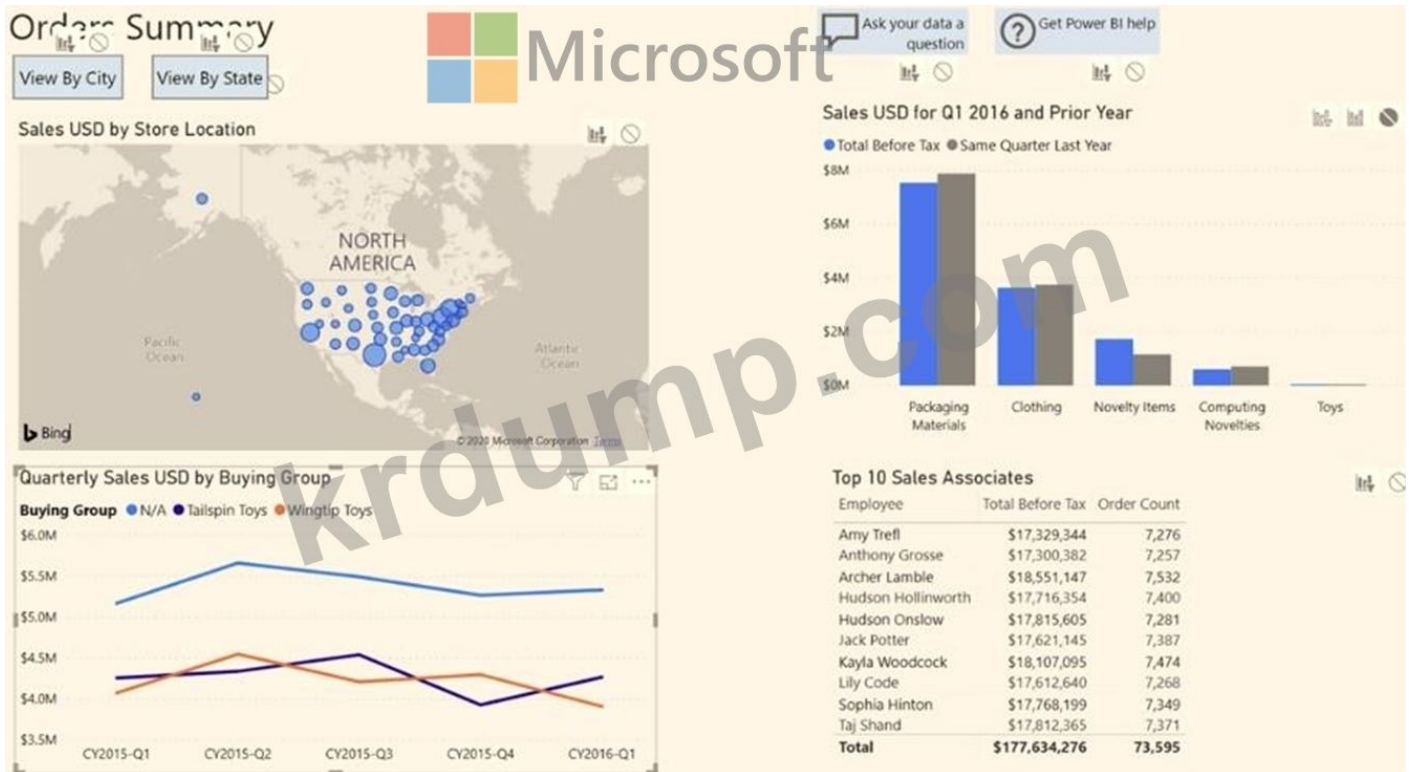 Orders Summary
Microsoft
Ask your data a
question
Get Power BI help
View By City
View By State
Sales USD by Store Location
NORTH
AMERICA
Pacific
Ocean
Atlantic
Ocean
Bing
© 2020 Microsoft Corporation Terms
Sales USD for Q1 2016 and Prior Year
Total Before Tax Same Quarter Last Year
$8M
$6M
$4M
$2M
$0M
Packaging
Materials
Clothing
Novelty Items
Computing
Novelties
Toys
Quarterly Sales USD by Buying Group
Buying Group N/A Tailspin Toys Wingtip Toys
$6.0M
$5.5M
$5.0M
$4.5M
$4.0M
$3.5M
CY2015-Q1 CY2015-Q2 CY2015-Q3 CY2015-Q4 CY2016-Q1
Top 10 Sales Associates
Employee Total Before Tax Order Count
Amy Trefl $17,329,344 7,276
Anthony Grosse $17,300,382 7,257
Archer Lamble $18,551,147 7,532
Hudson Hollinworth $17,716,354 7,400
Hudson Onslow $17,815,605 7,281
Jack Potter $17,621,145 7,387
Kayla Woodcock $18,107,095 7,474
Lily Code $17,612,640 7,268
Sophia Hinton $17,768,199 7,349
Taj Shand $17,812,365 7,371
Total $177,634,276 73,595
krdump.com